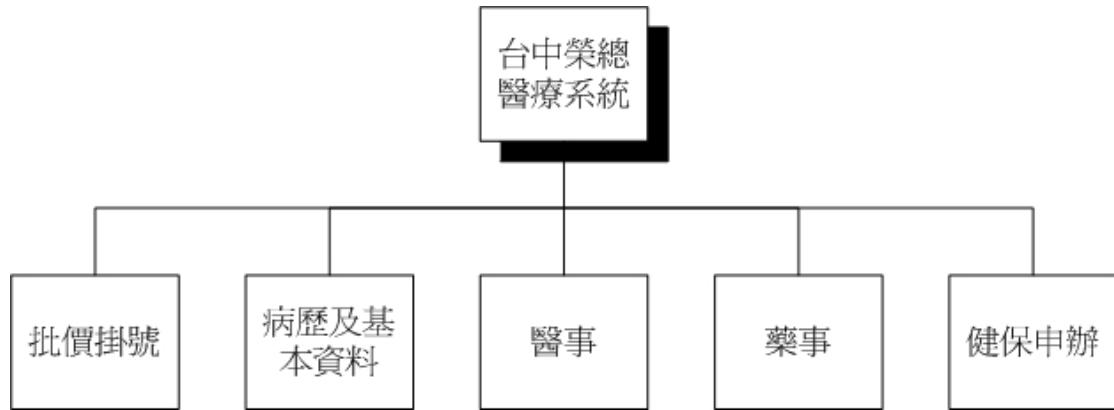 台中榮總
醫療系統
批價掛號
病歷及基
本資料
醫事
藥事
健保申辦